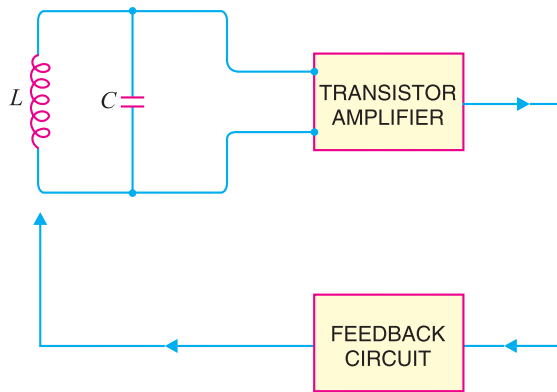 L
C
TRANSISTOR
AMPLIFIER
FEEDBACK
CIRCUIT